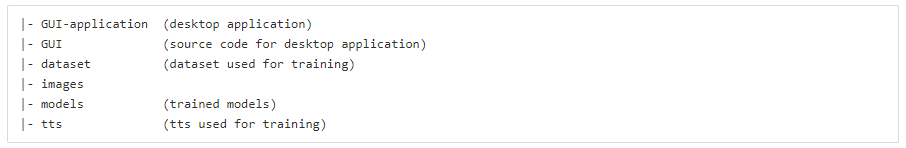 |- GUI-application  (desktop application)
|- GUI              (source code for desktop application)
|- dataset          (dataset used for training)
|- images
|- models           (trained models)
|- tts              (tts used for training)